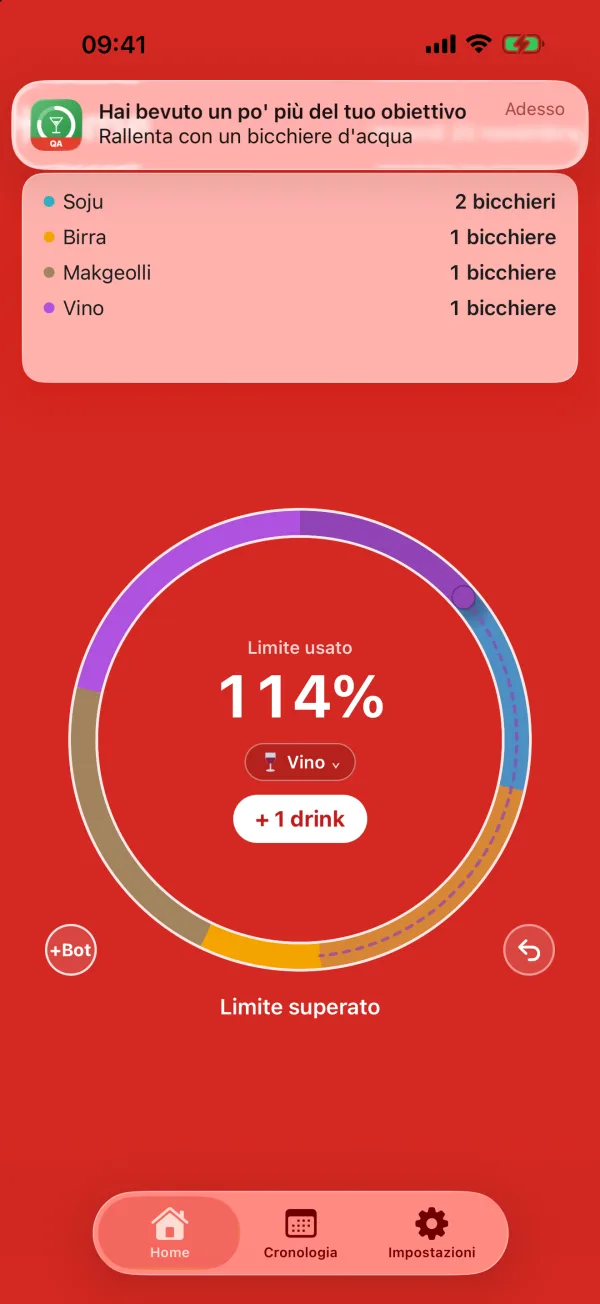 09:41
Hai bevuto un po' più del tuo obiettivo
Adesso
Rallenta con un bicchiere d'acqua
QA
Soju 2 bicchieri
Birra 1 bicchiere
Makgeolli 1 bicchiere
Vino 1 bicchiere
Limite usato
114%
Vino
+ 1 drink
+Bot
Limite superato
Home
Cronologia
Impostazioni